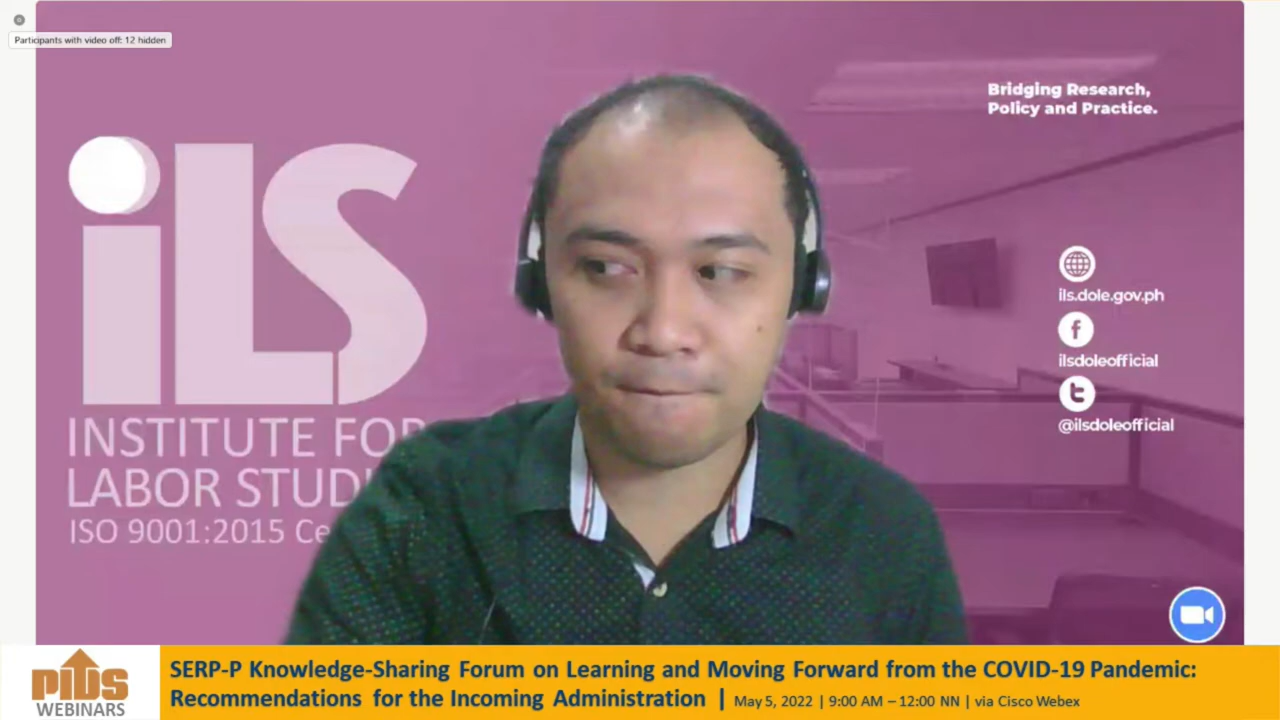 Participants with video off: 12 hidden
Bridging Research,
Policy and Practice.
iLS
INSTITUTE FOR
LABOR STUDI
ISO 9001:2015 Ce
ils.dole.gov.ph
ilsdoleofficial
@ilsdoleofficial
PIDS
WEBINARS
SERP-P Knowledge-Sharing Forum on Learning and Moving Forward from the COVID-19 Pandemic:
Recommendations for the Incoming Administration | May 5, 2022 | 9:00 AM – 12:00 NN | via Cisco Webex